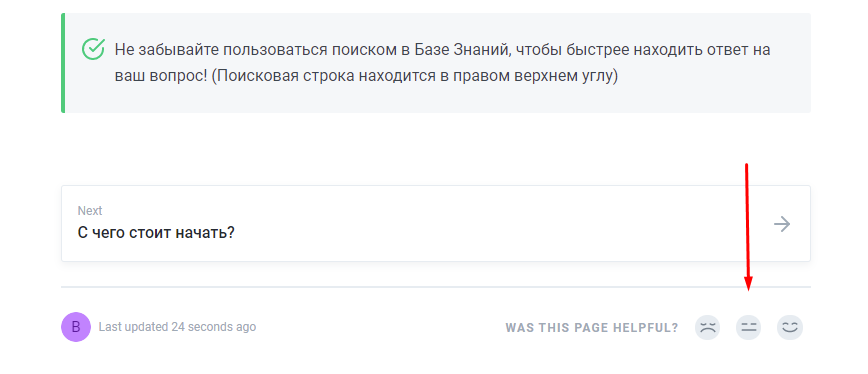 Не забывайте пользоваться поиском в Базе Знаний, чтобы быстрее находить ответ на
ваш вопрос! (Поисковая строка находится в правом верхнем углу)
Next
С чего стоит начать?
B
Last updated 24 seconds ago
WAS THIS PAGE HELPFUL?